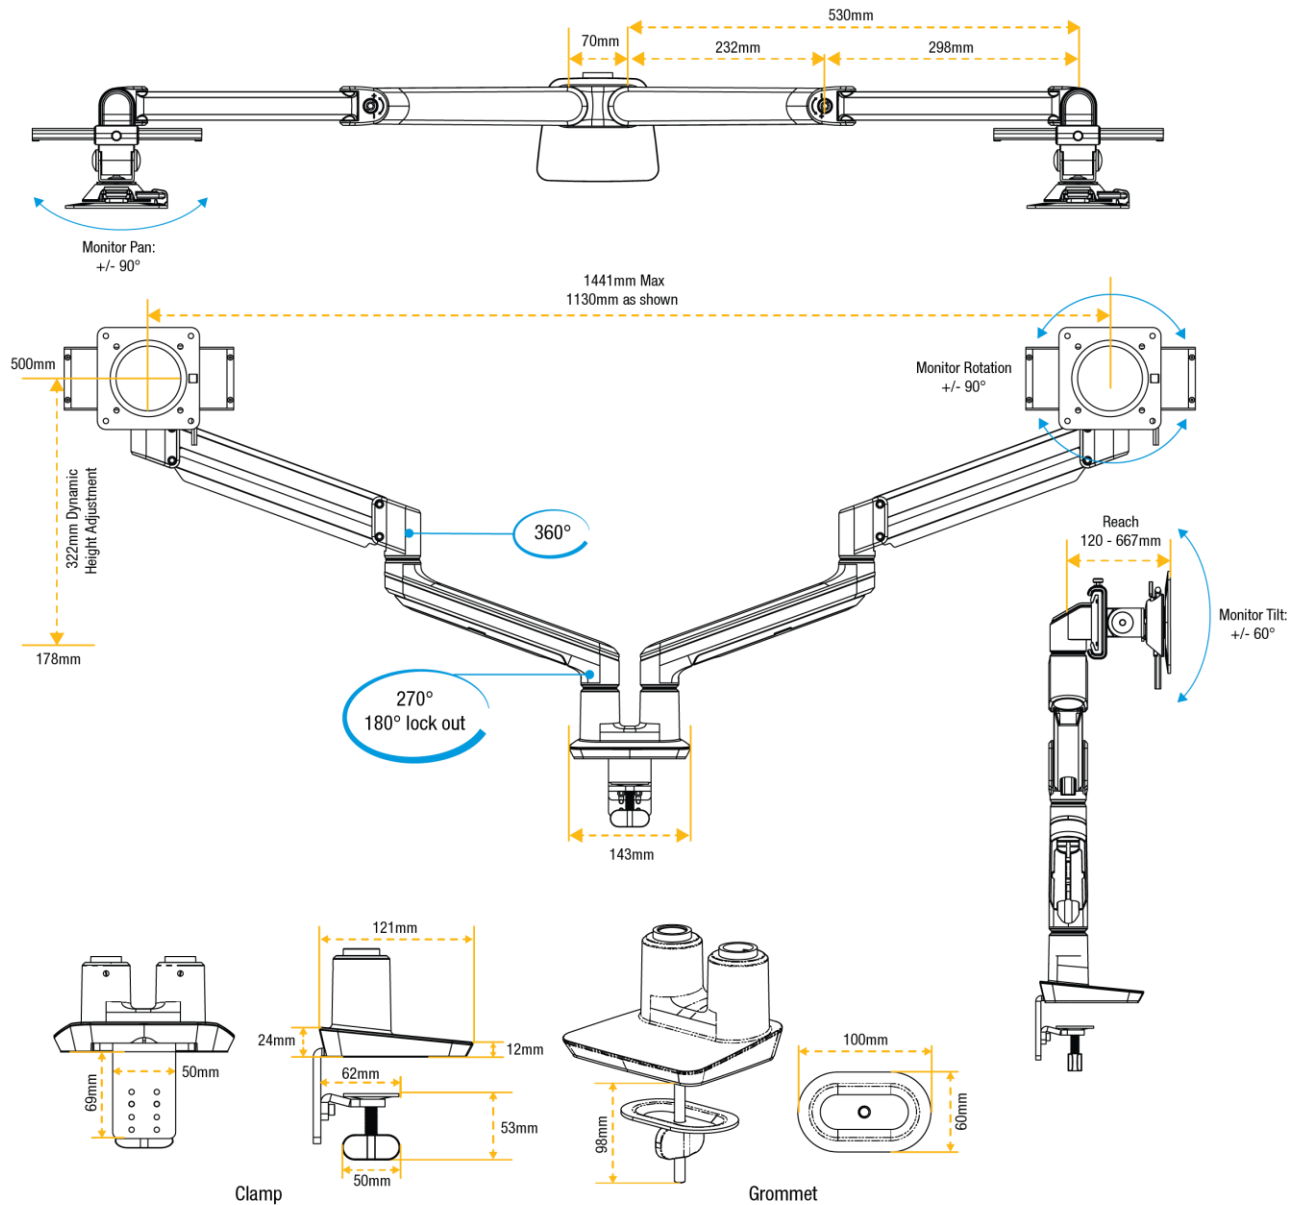 530mm
70mm
232mm
298mm
Monitor Pan:
+/- 90°
1441mm Max
1130mm as shown
500mm
Monitor Rotation
+/- 90°
322mm Dynamic
Height Adjustment
360°
Reach
120 - 667mm
Monitor Tilt:
+/- 60°
178mm
270°
180° lock out
143mm
121mm
24mm
12mm
50mm
69mm
62mm
53mm
50mm
98mm
100mm
60mm
Clamp
Grommet